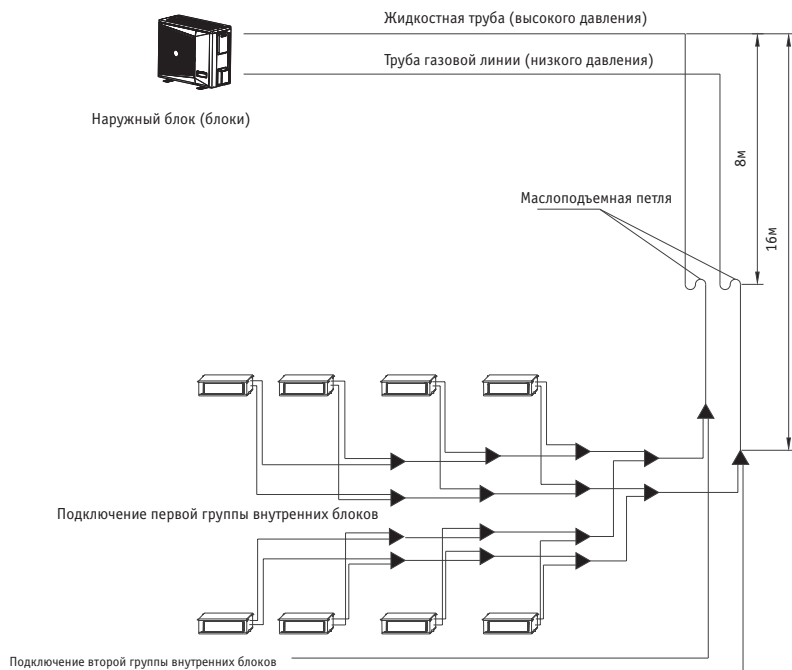 Жидкостная труба (высокого давления)
Труба газовой линии (низкого давления)
Наружный блок (блоки)
8м
Маслоподъемная петля
16м
Подключение первой группы внутренних блоков
Подключение второй группы внутренних блоков